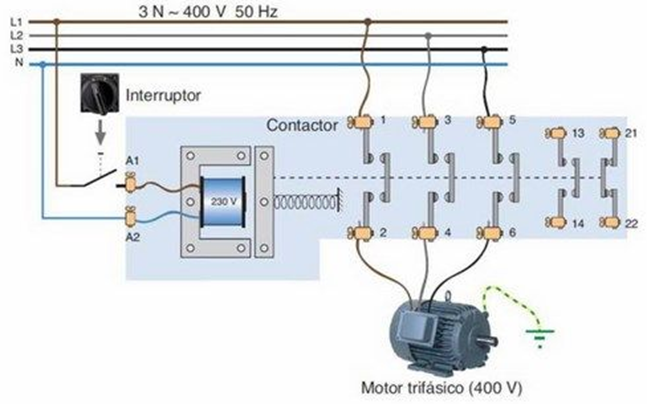 3 N ~ 400 V 50 Hz
L1
L2
L3
N
Interruptor
Contactor
1
3
5
13
21
A1
230 V
A2
2
4
6
14
22
Motor trifásico (400 V)